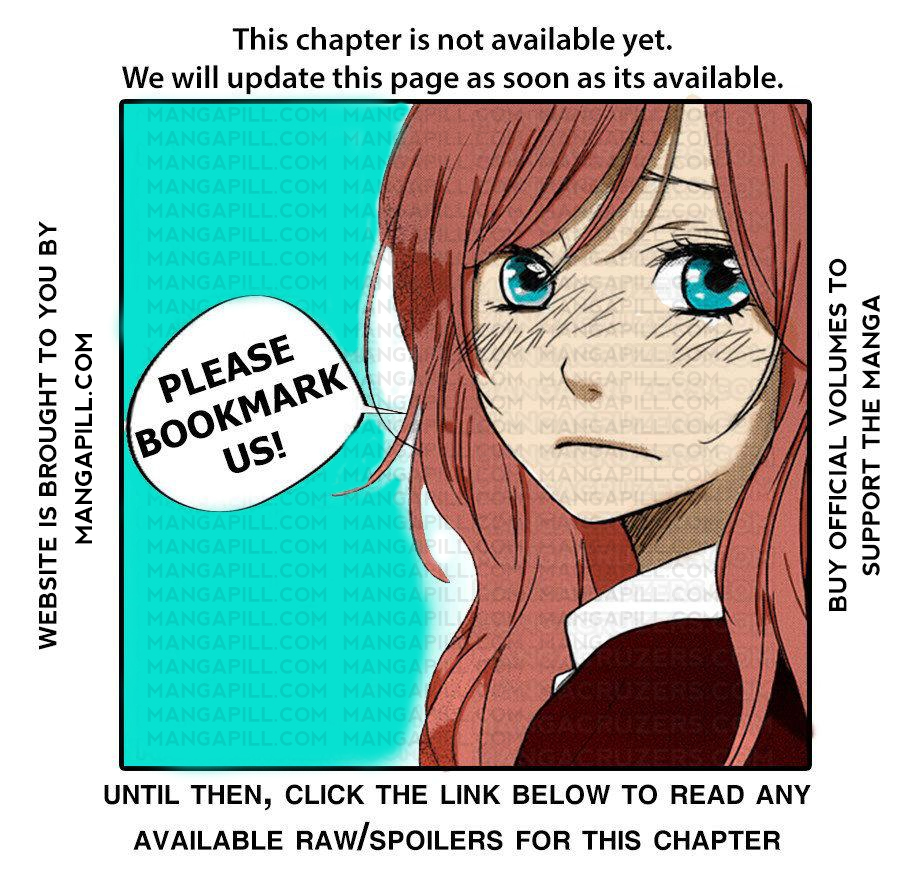 This chapter is not available yet.
We will update this page as soon as its available.
WEBSITE IS BROUGHT TO YOU BY
MANGAPILL.COM
PLEASE
BOOKMARK
US!
BUY OFFICIAL VOLUMES TO
SUPPORT THE MANGA
UNTIL THEN, CLICK THE LINK BELOW TO READ ANY
AVAILABLE RAW/SPOILERS FOR THIS CHAPTER
MANGAPILL.COM